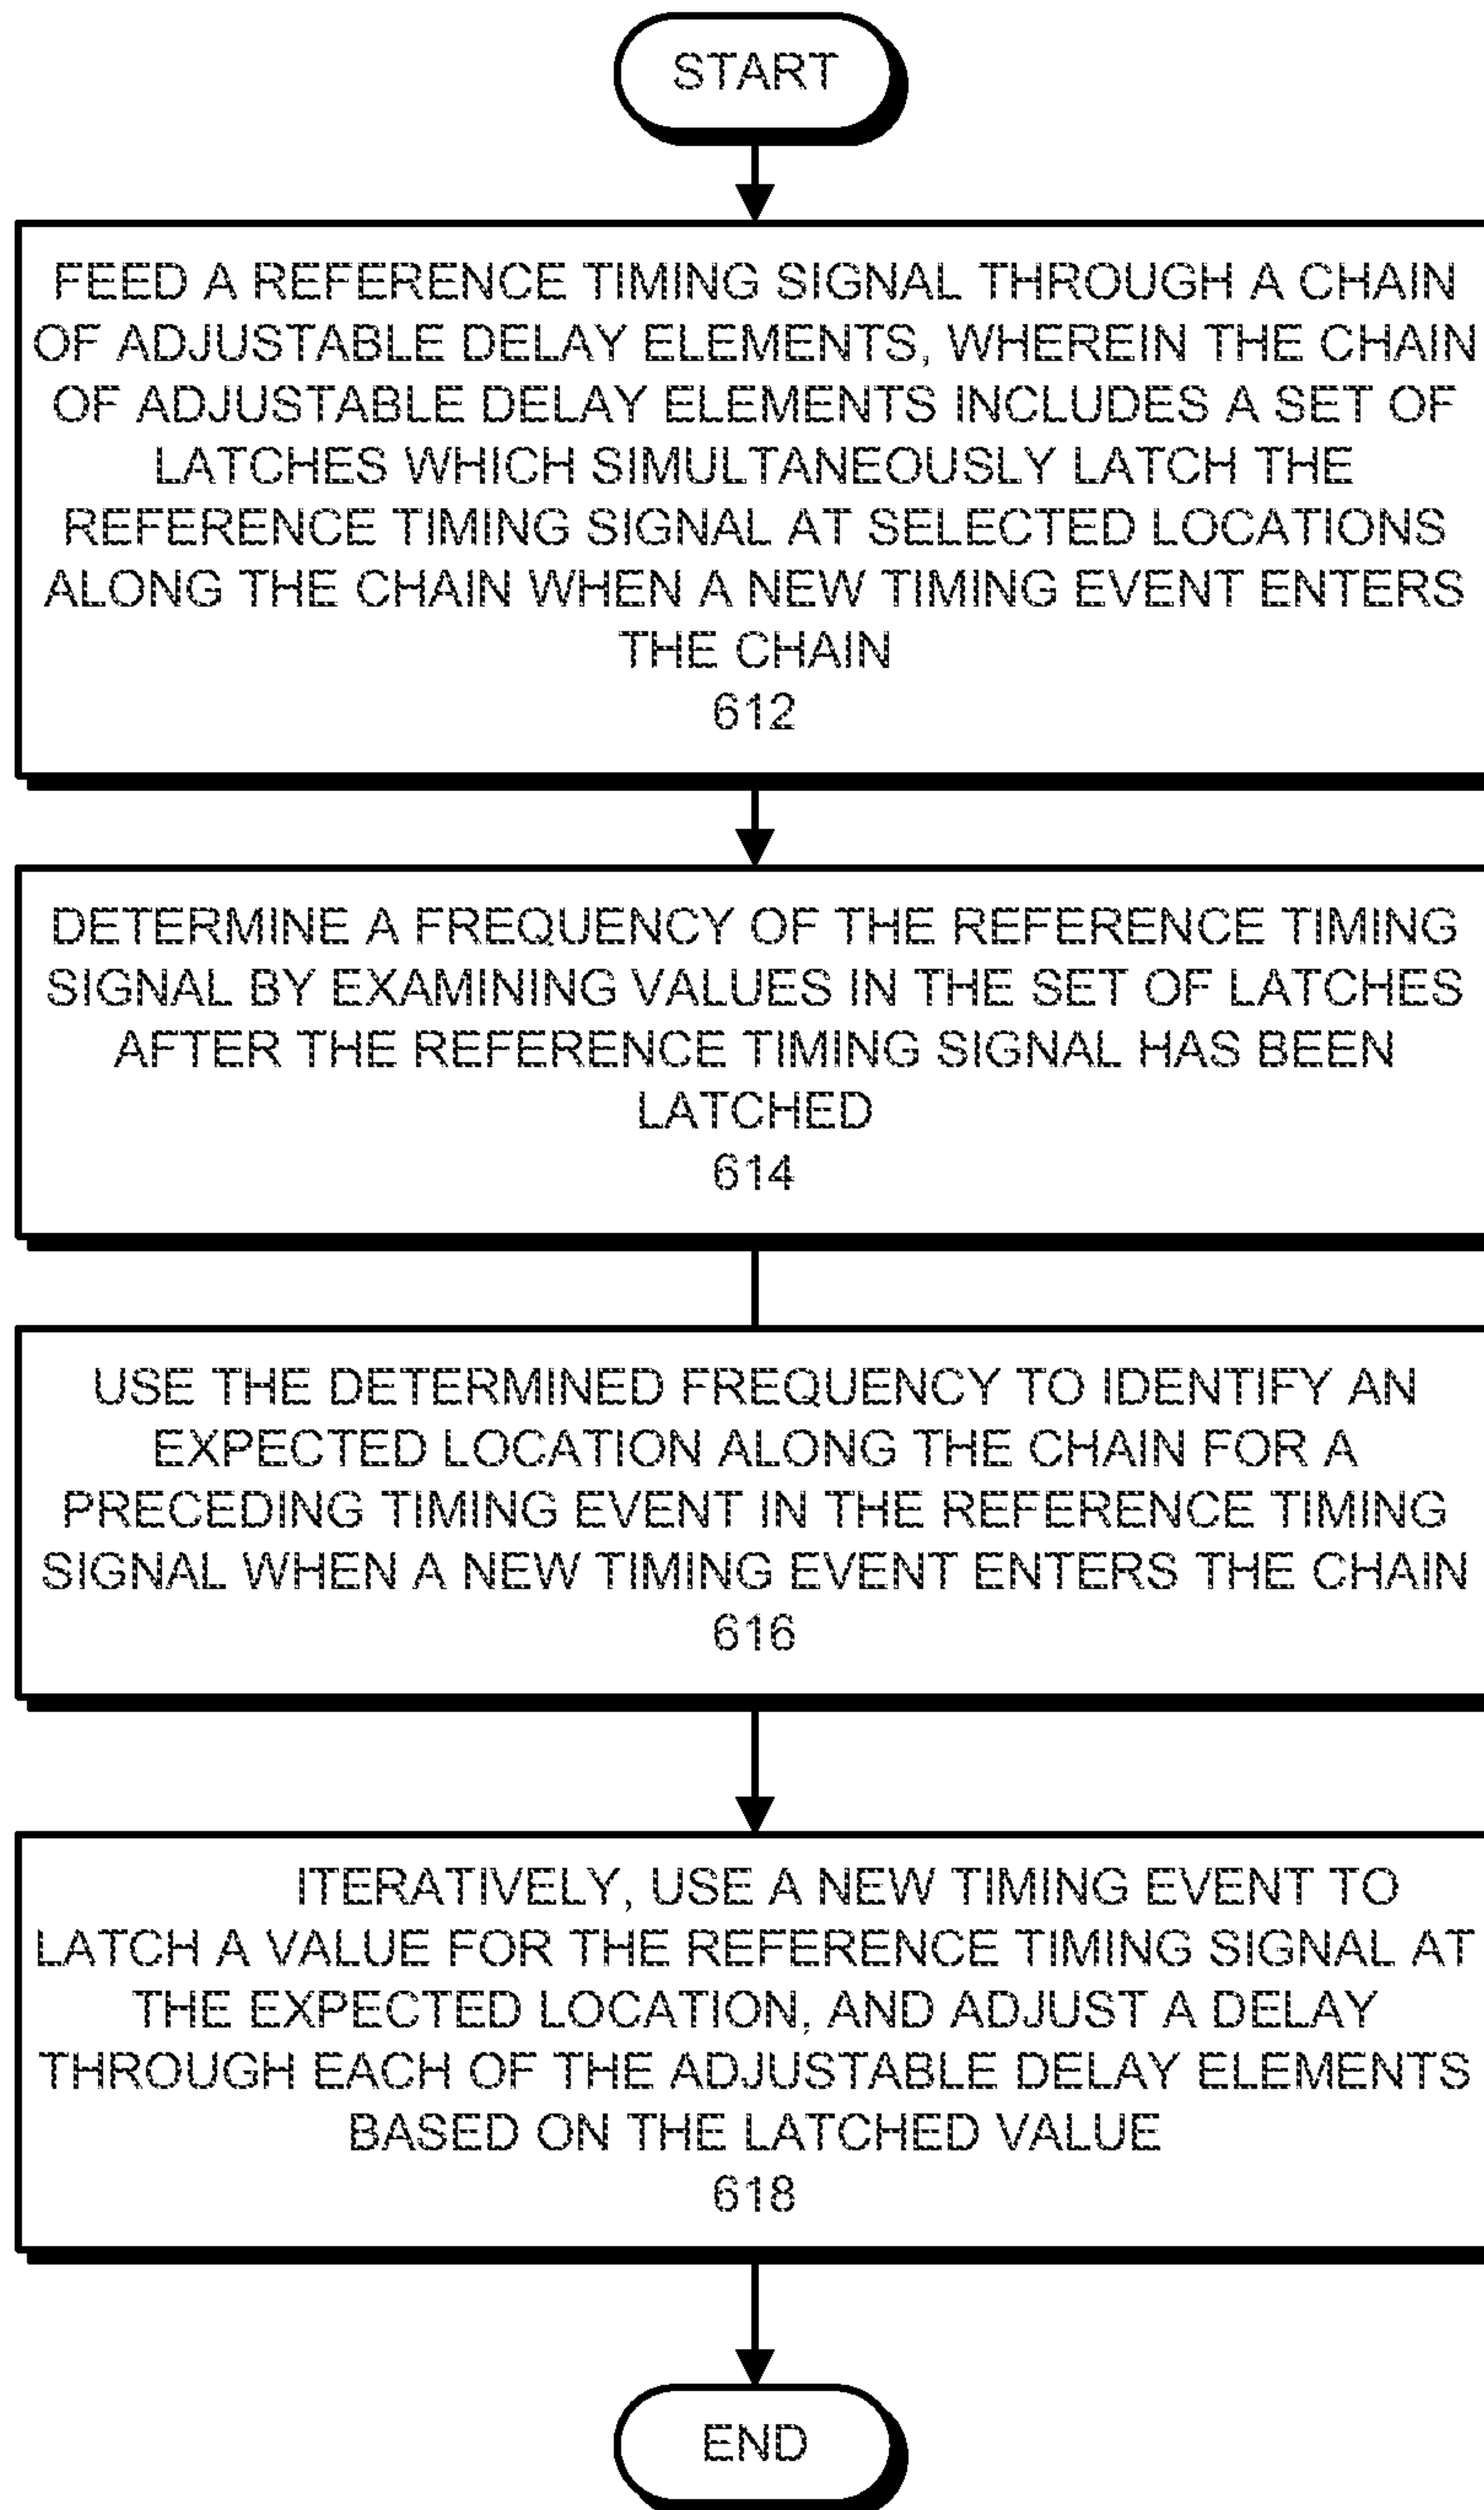 START
FEED A REFERENCE TIMING SIGNAL THROUGH A CHAIN
OF ADJUSTABLE DELAY ELEMENTS, WHEREIN THE CHAIN
OF ADJUSTABLE DELAY ELEMENTS INCLUDES A SET OF
LATCHES WHICH SIMULTANEOUSLY LATCH THE
REFERENCE TIMING SIGNAL AT SELECTED LOCATIONS
ALONG THE CHAIN WHEN A NEW TIMING EVENT ENTERS
THE CHAIN
612
DETERMINE A FREQUENCY OF THE REFERENCE TIMING
SIGNAL BY EXAMINING VALUES IN THE SET OF LATCHES
AFTER THE REFERENCE TIMING SIGNAL HAS BEEN
LATCHED
614
USE THE DETERMINED FREQUENCY TO IDENTIFY AN
EXPECTED LOCATION ALONG THE CHAIN FOR A
PRECEDING TIMING EVENT IN THE REFERENCE TIMING
SIGNAL WHEN A NEW TIMING EVENT ENTERS THE CHAIN
616
ITERATIVELY, USE A NEW TIMING EVENT TO
LATCH A VALUE FOR THE REFERENCE TIMING SIGNAL AT
THE EXPECTED LOCATION, AND ADJUST A DELAY
THROUGH EACH OF THE ADJUSTABLE DELAY ELEMENTS
BASED ON THE LATCHED VALUE
618
END